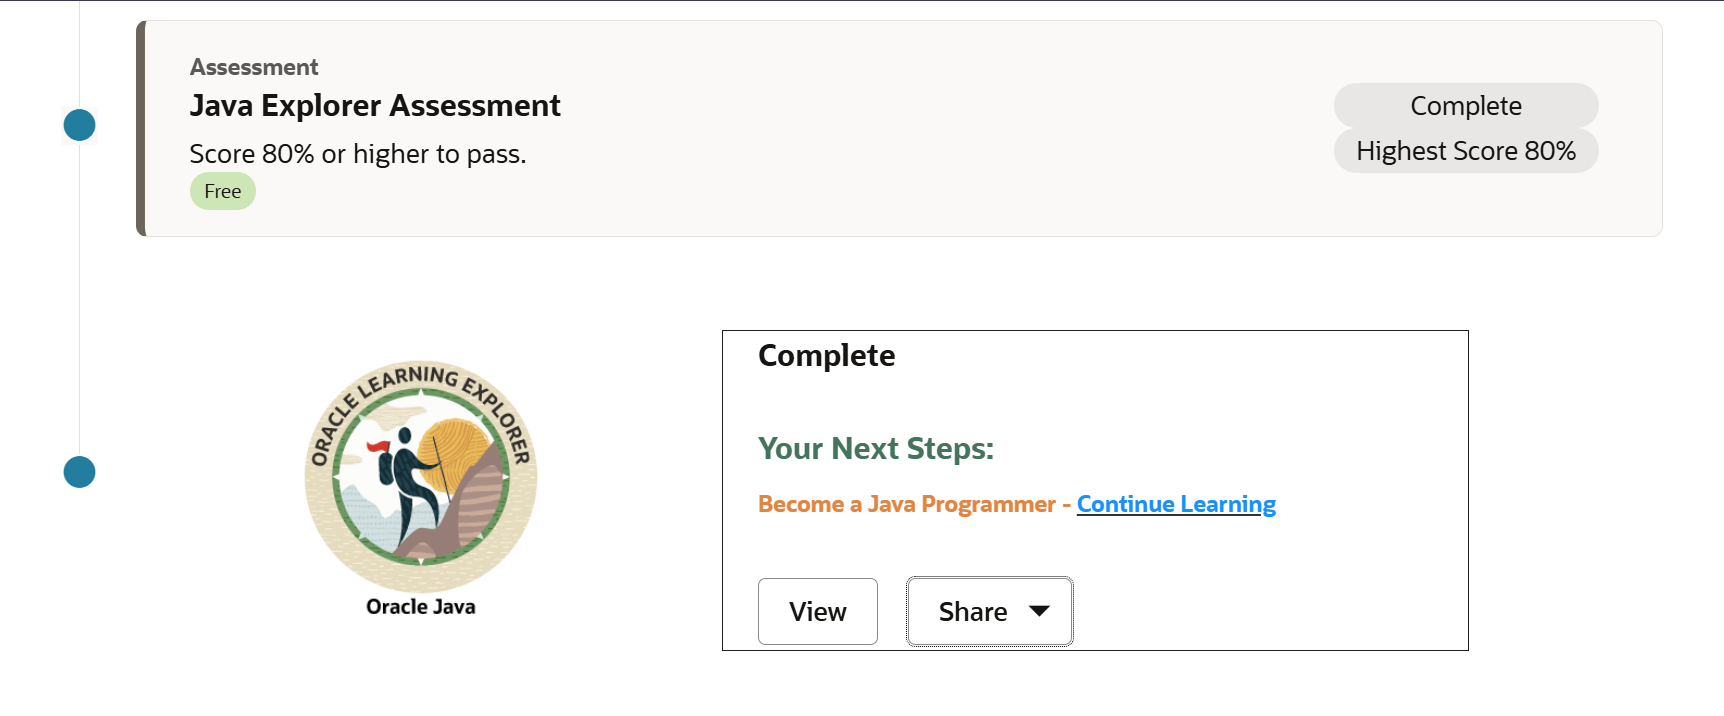 Assessment
Java Explorer Assessment
Score 80% or higher to pass.
Free
Complete
Highest Score 80%
ORACLE LEARNING EXPLORER
Oracle Java
Complete
Your Next Steps:
Become a Java Programmer - Continue Learning
View
Share